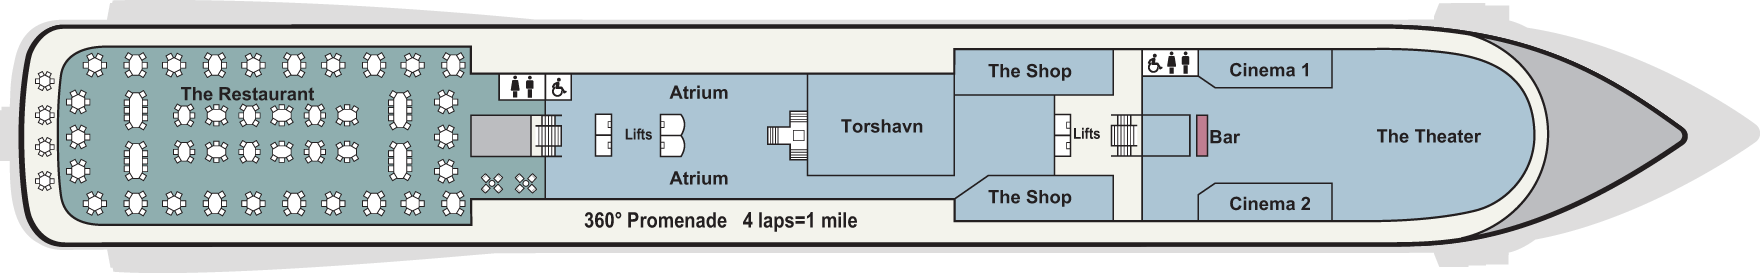 The Restaurant
Atrium
Lifts
Atrium
Torshavn
The Shop
The Shop
Lifts
Cinema 1
Bar
The Theater
Cinema 2
360° Promenade 4 laps=1 mile